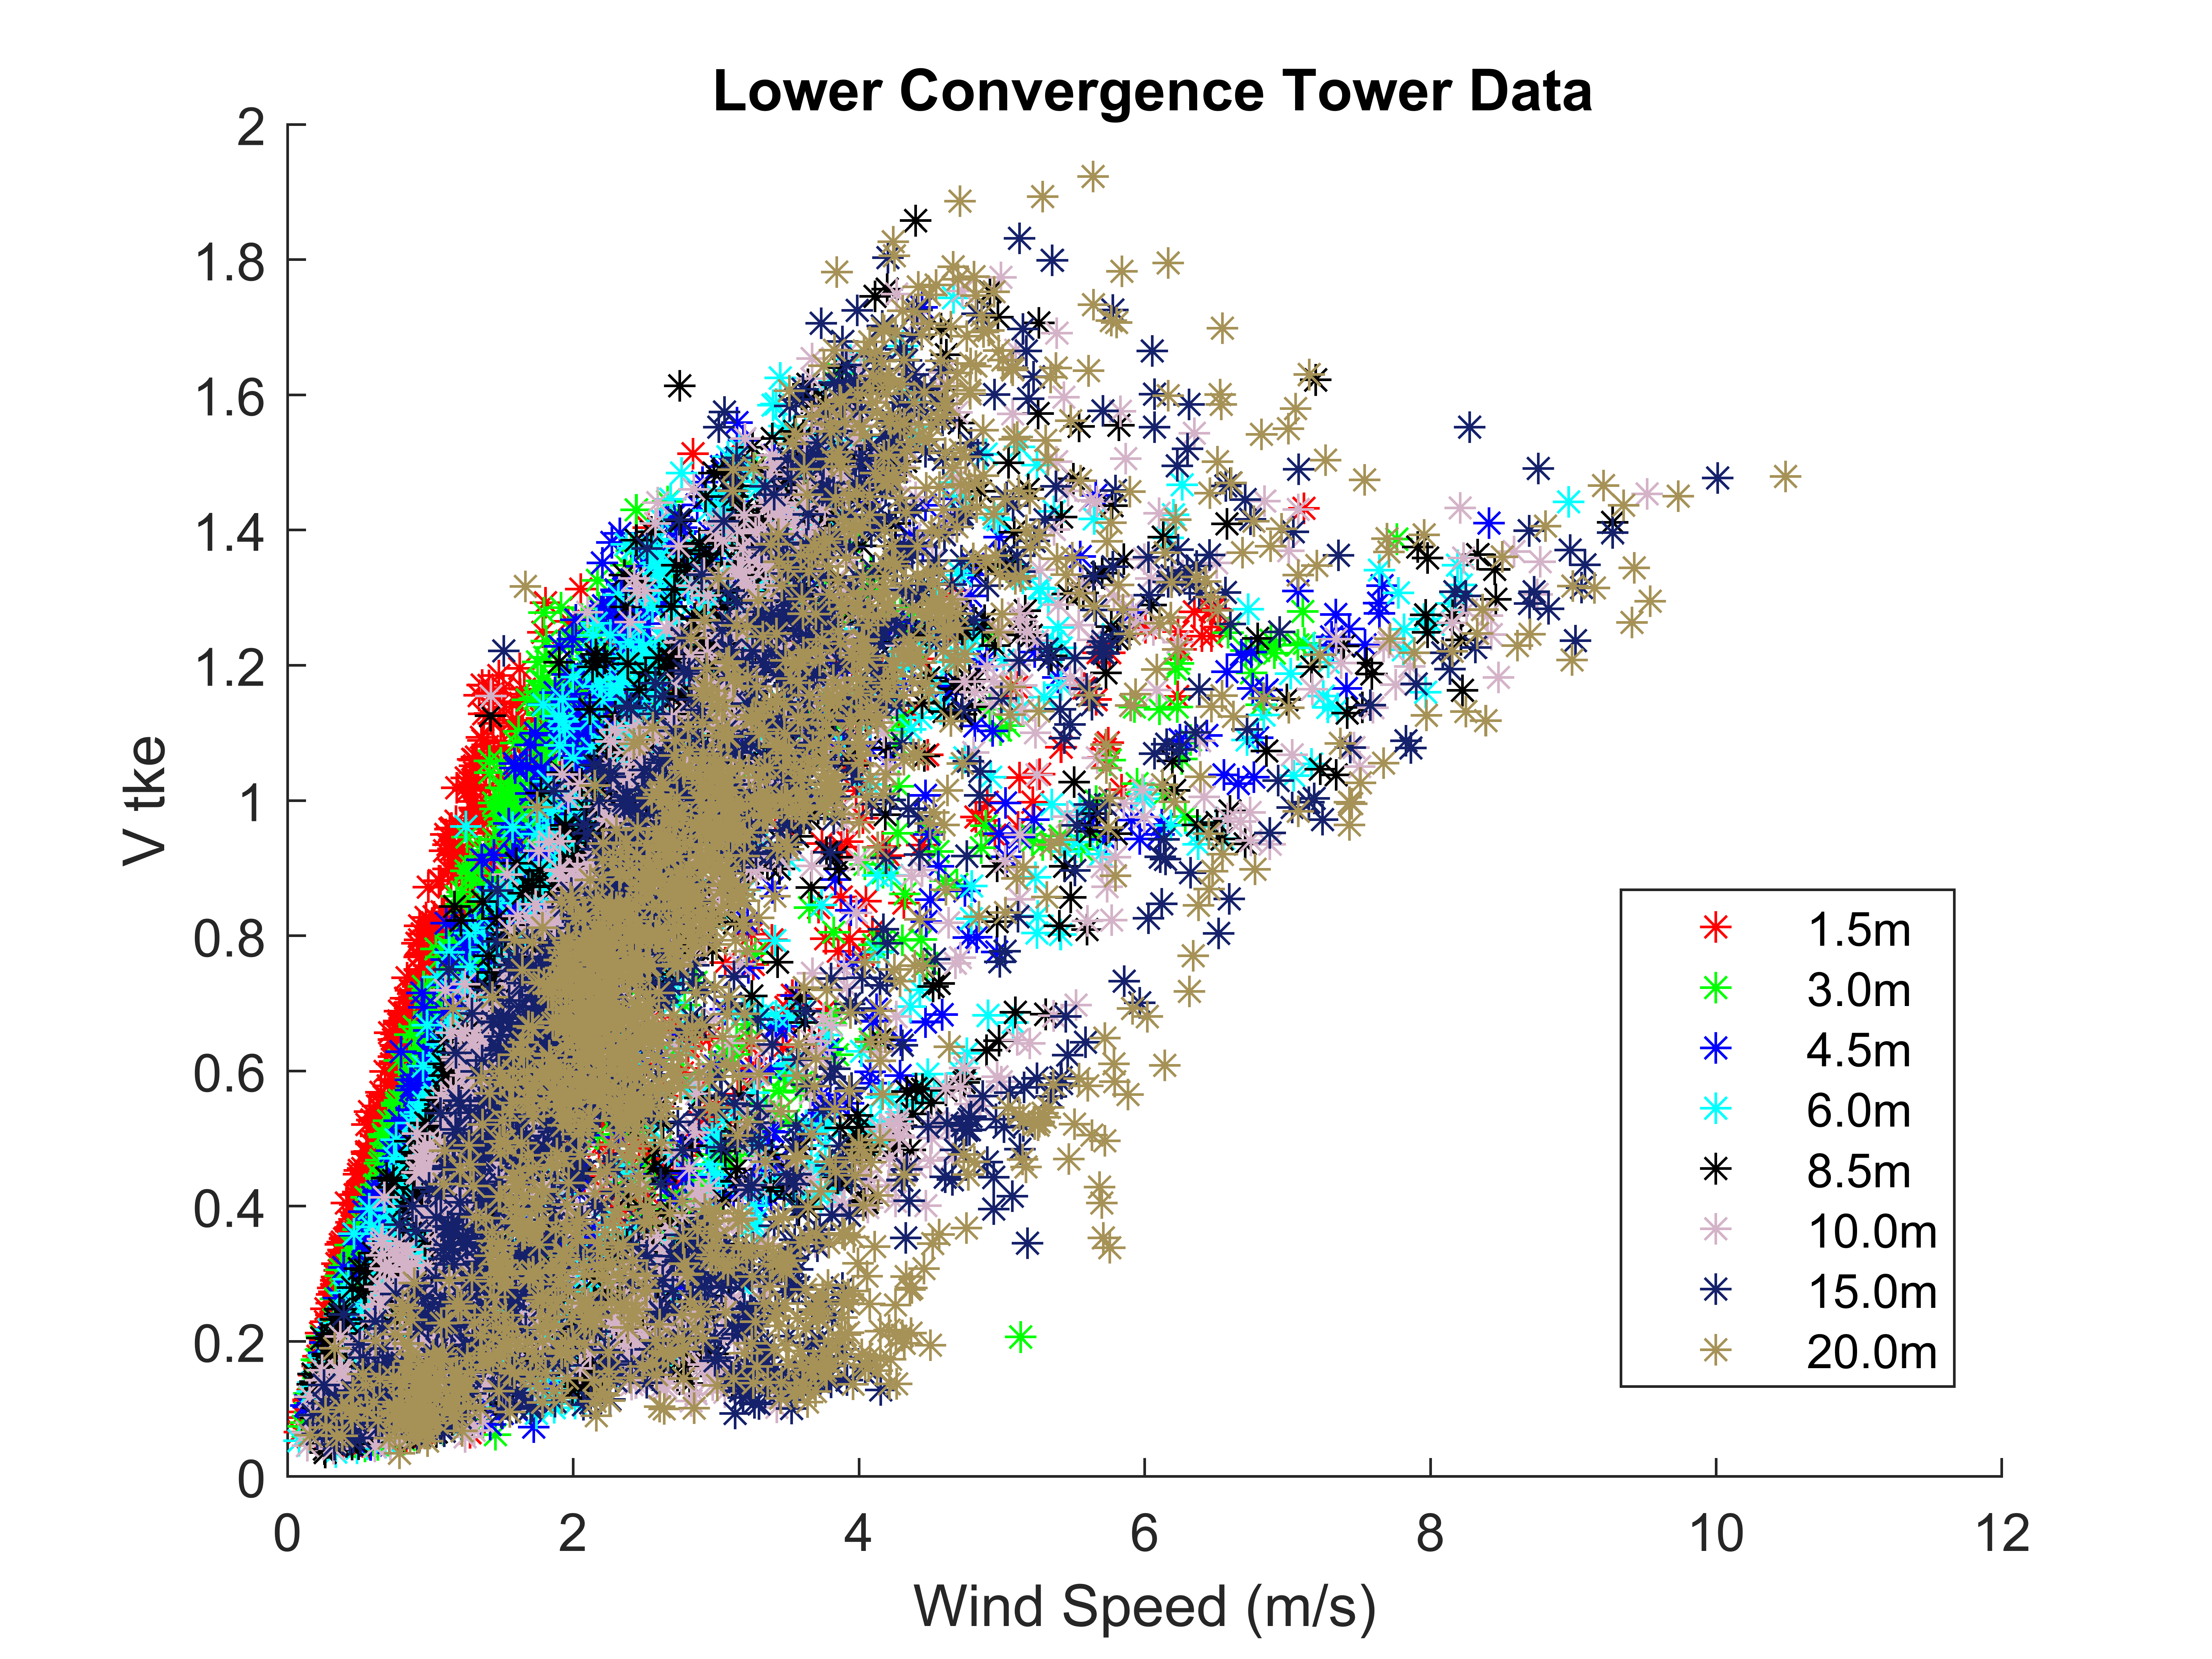 Lower Convergence Tower Data
2
1.8
1.6
1.4
1.2
1
0.8
0.6
0.4
0.2
0
V tke
0 2 4 6 8 10 12
Wind Speed (m/s)
1.5m
3.0m
4.5m
6.0m
8.5m
10.0m
15.0m
20.0m